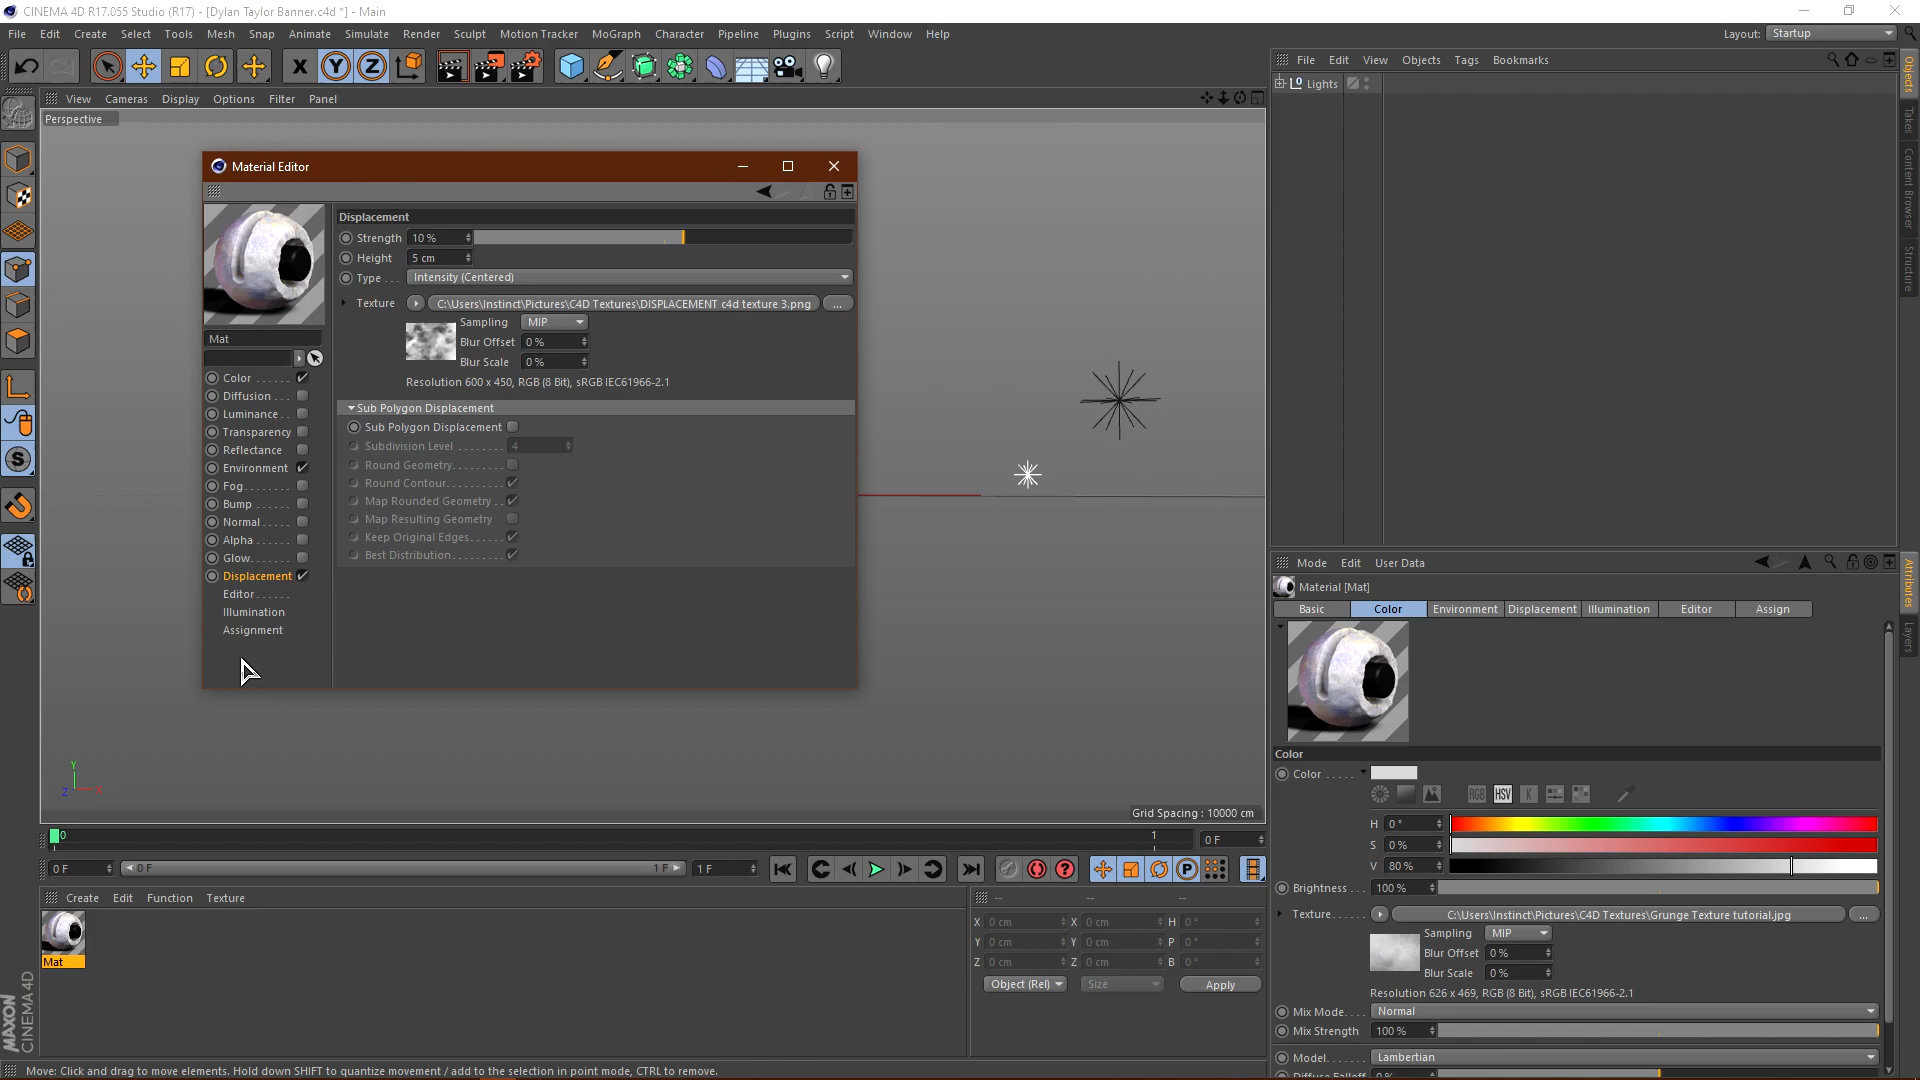 CINEMA 4D R17.055 Studio (R17) - [Dylan Taylor Banner.c4d *] - Main
File Edit Create Select Tools Mesh Snap Animate Simulate Render Sculpt Motion Tracker MoGraph Character Pipeline Plugins Script Window Help
Layout: Startup
X Y Z
File Edit View Objects Tags Bookmarks
Lights
Objects
Takes
Content Browser
Structure
View Cameras Display Options Filter Panel
Perspective
Material Editor
Displacement
Strength 10 %
Height 5 cm
Type . . . Intensity (Centered)
Texture C:\Users\Instinct\Pictures\C4D Textures\DISPLACEMENT c4d texture 3.png ...
Sampling MIP
Blur Offset 0 %
Blur Scale 0 %
Resolution 600 x 450, RGB (8 Bit), sRGB IEC61966-2.1
Sub Polygon Displacement
Sub Polygon Displacement
Subdivision Level . . . . . . . . 4
Round Geometry. . . . . . . . .
Round Contour. . . . . . . . . .
Map Rounded Geometry . .
Map Resulting Geometry
Keep Original Edges. . . . . .
Best Distribution. . . . . . . . .
Mat
Color . . . . . .
Diffusion . . .
Luminance . .
Transparency
Reflectance
Environment
Fog. . . . . . . .
Bump . . . . . .
Normal . . . . .
Alpha . . . . . .
Glow. . . . . . .
Displacement
Editor . . . . . .
Illumination
Assignment
Y
Z X
Grid Spacing : 10000 cm
0 1 0 F
0 F 0 F 1 F 1 F
Create Edit Function Texture
Mat
MAXON
CINEMA 4D
-- -- --
X 0 cm X 0 cm H 0 °
Y 0 cm Y 0 cm P 0 °
Z 0 cm Z 0 cm B 0 °
Object (Rel) Size Apply
Mode Edit User Data
Material [Mat]
Basic Color Environment Displacement Illumination Editor Assign
Attributes
Layers
Color
Color . . . . .
RGB HSV K
H 0 °
S 0 %
V 80 %
Brightness . . . 100 %
Texture. . . . . . C:\Users\Instinct\Pictures\C4D Textures\Grunge Texture tutorial.jpg ...
Sampling MIP
Blur Offset 0 %
Blur Scale 0 %
Resolution 626 x 469, RGB (8 Bit), sRGB IEC61966-2.1
Mix Mode. . . . Normal
Mix Strength 100 %
Model. . . . . . . Lambertian
Diffuse Falloff 0 %
Move: Click and drag to move elements. Hold down SHIFT to quantize movement / add to the selection in point mode, CTRL to remove.